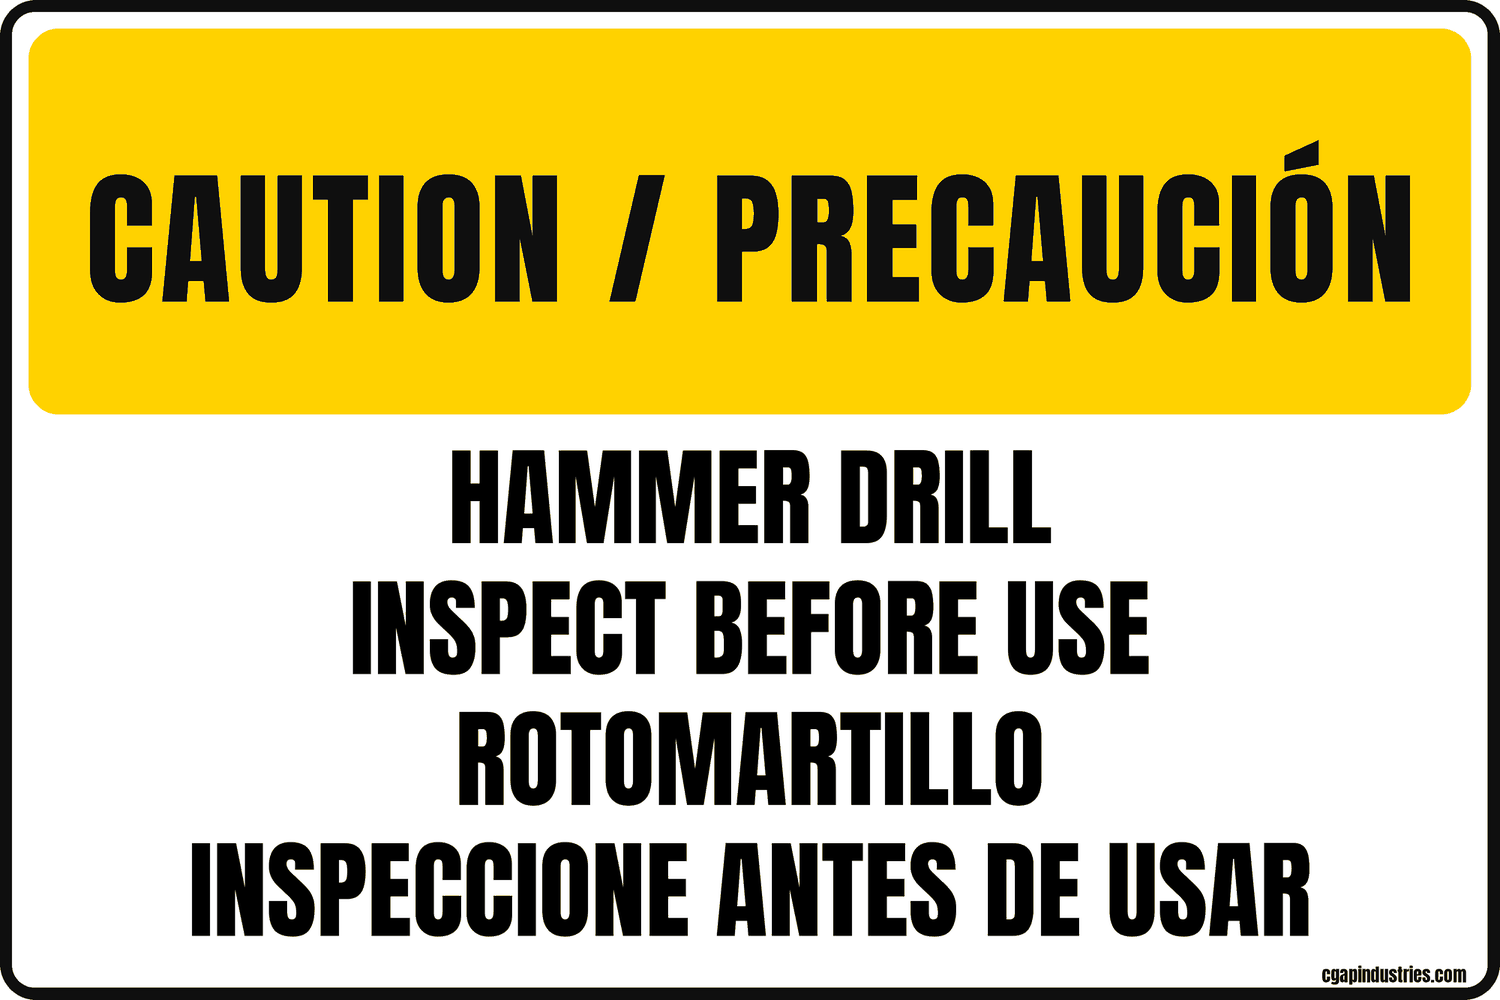 CAUTION / PRECAUCIÓN
HAMMER DRILL
INSPECT BEFORE USE
ROTOMARTILLO
INSPECCIONE ANTES DE USAR
cgapindustries.com